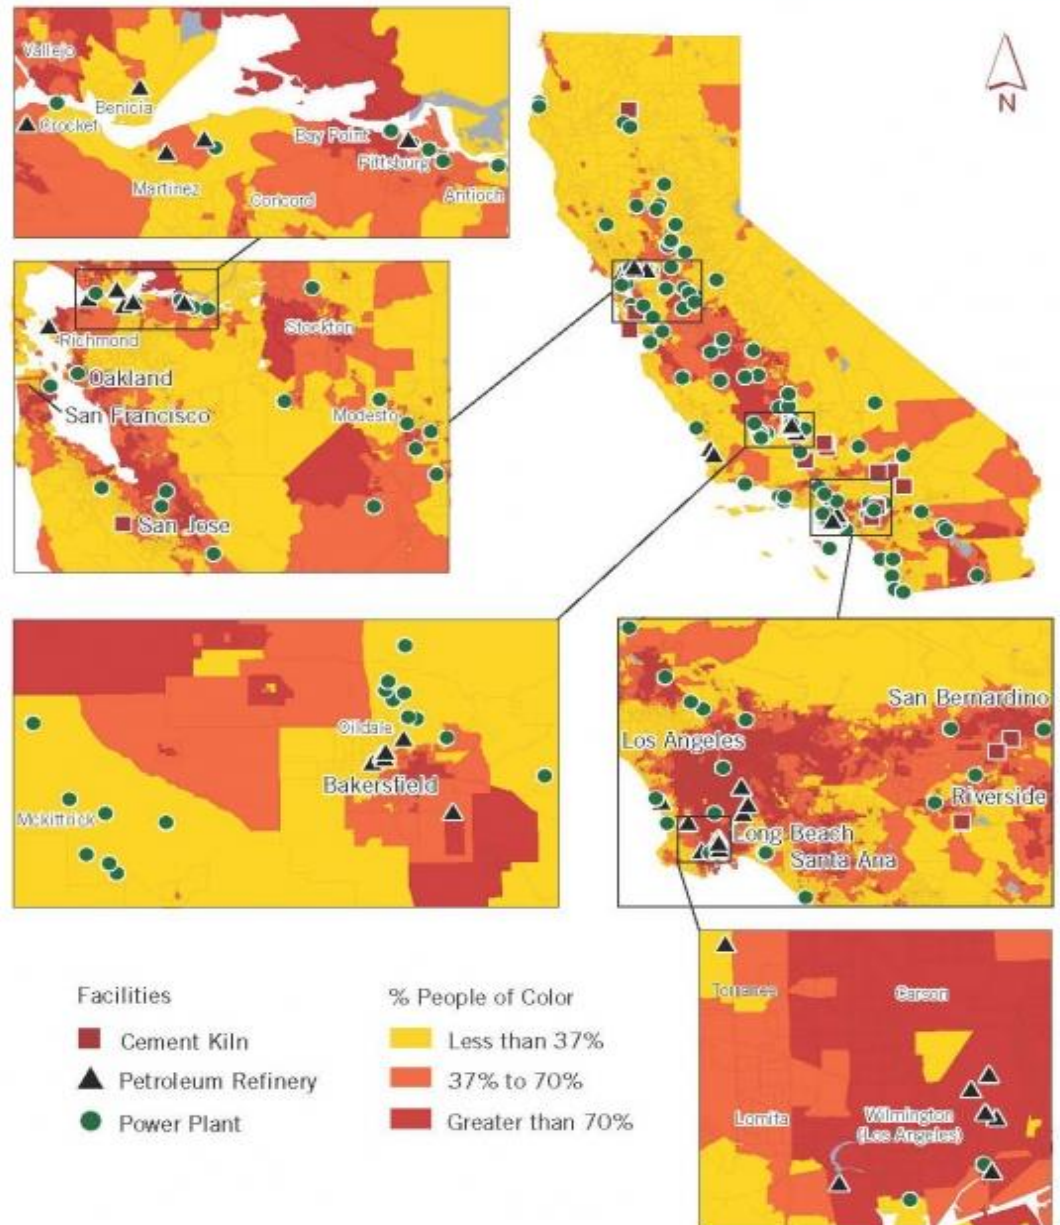 Vallejo
Benicia
Crocket
Bay Point
Pittsburg
Martinez
Concord
Antioch
N
Richmond
Stockton
Oakland
San Francisco
Modesto
San Jose
Oildale
Bakersfield
Mckittrick
San Bernardino
Los Angeles
Riverside
Long Beach
Santa Ana
Torrance
Carson
Lomita
Wilmington
(Los Angeles)
Facilities
Cement Kiln
Petroleum Refinery
Power Plant
% People of Color
Less than 37%
37% to 70%
Greater than 70%